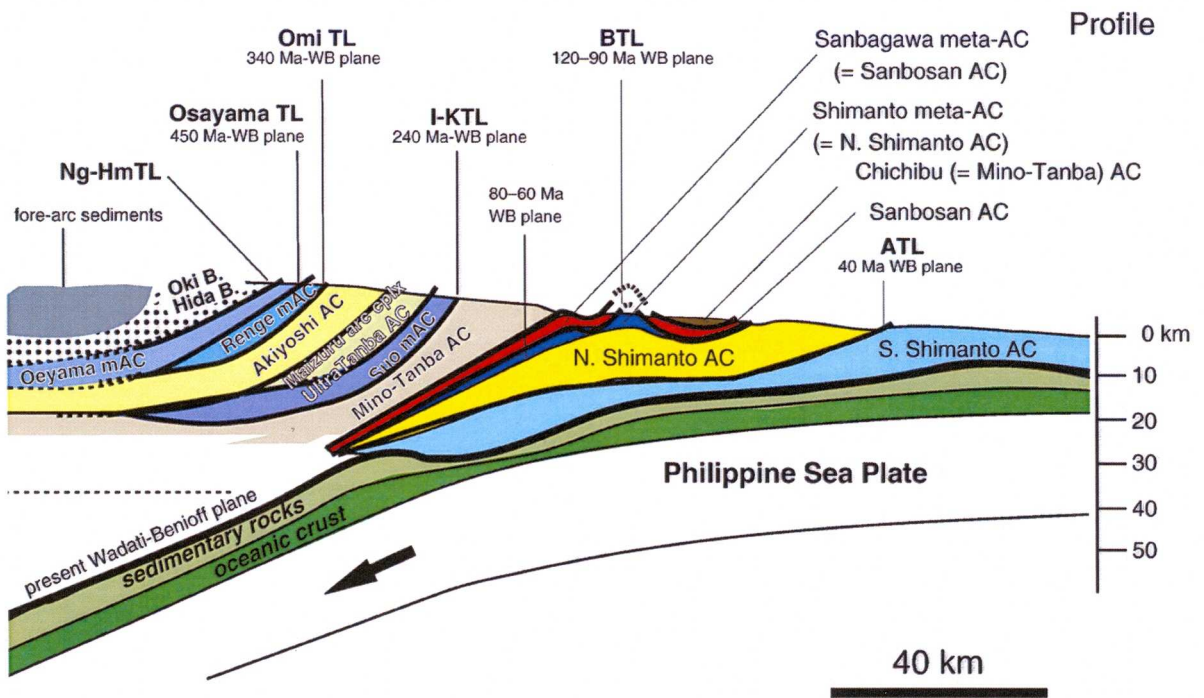 Profile
Omi TL
340 Ma-WB plane
BTL
120–90 Ma WB plane
Sanbagawa meta-AC
(= Sanbosan AC)
Osayama TL
450 Ma-WB plane
I-KTL
240 Ma-WB plane
Shimanto meta-AC
(= N. Shimanto AC)
Ng-HmTL
Chichibu (= Mino-Tanba) AC
80–60 Ma
WB plane
Sanbosan AC
fore-arc sediments
ATL
40 Ma WB plane
Oki B.
Hida B.
Oeyama mAC
Renge mAC
Akiyoshi AC
Maizuru arc cplx
UltraTanba AC
Suo mAC
Mino-Tanba AC
N. Shimanto AC
S. Shimanto AC
0 km
10
20
30
40
50
Philippine Sea Plate
present Wadati-Benioff plane
sedimentary rocks
oceanic crust
40 km